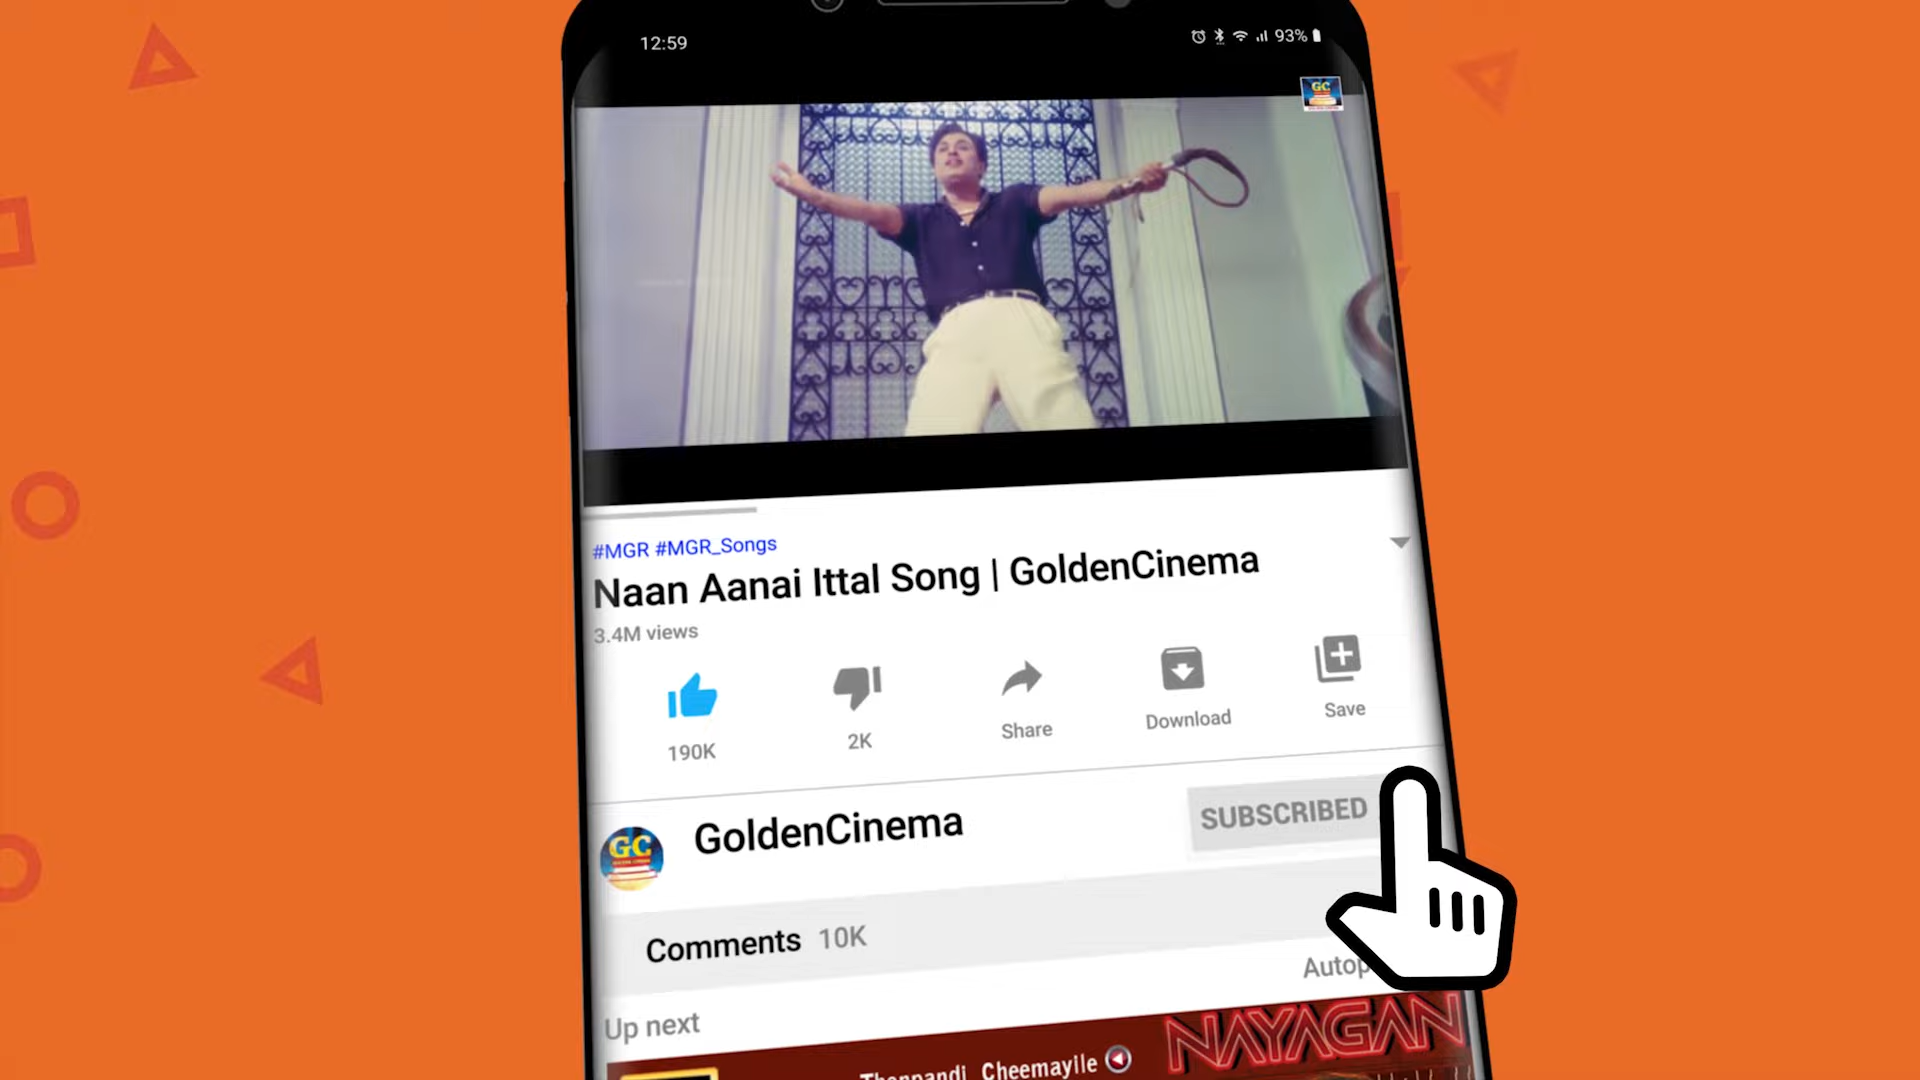 12:59
93%
GC
#MGR #MGR_Songs
Naan Aanai Ittal Song | GoldenCinema
3.4M views
190K
2K
Share
Download
Save
GC
GoldenCinema
SUBSCRIBED
Comments 10K
Autop
Up next
NAYAGAN
Thenpandi Cheemayile